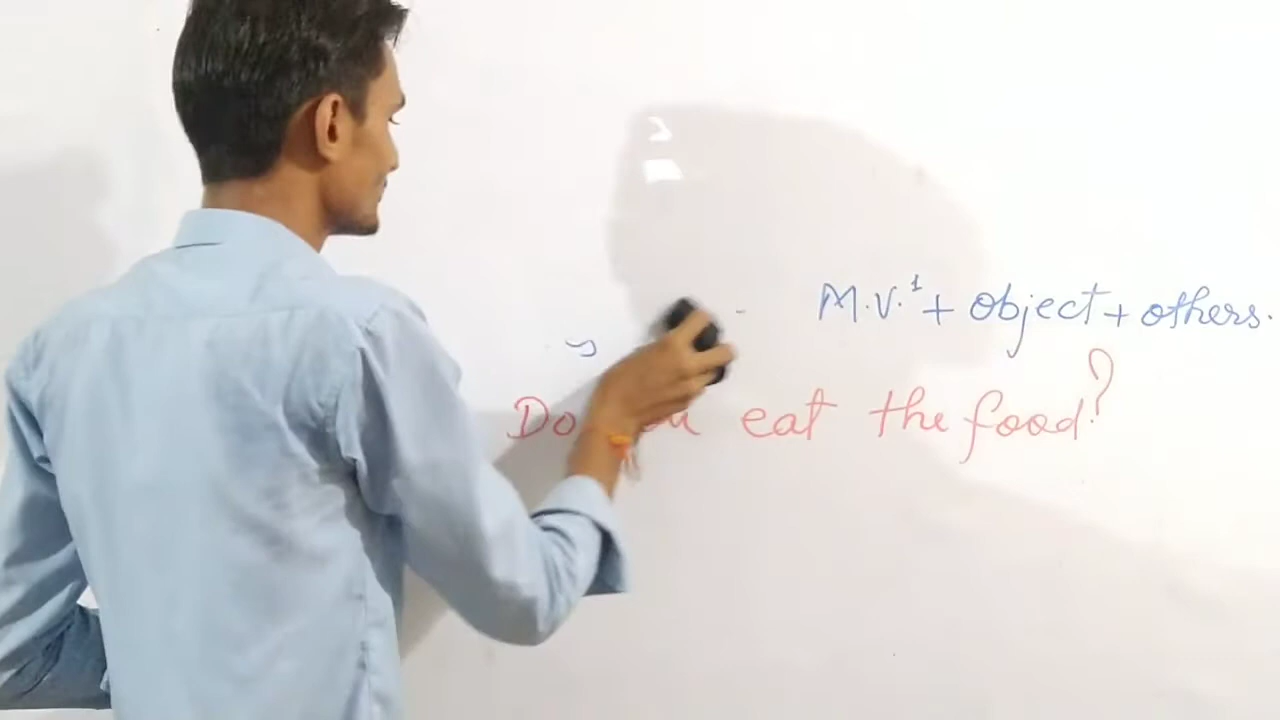 M.V.¹ + object + others.
Do eat the food?